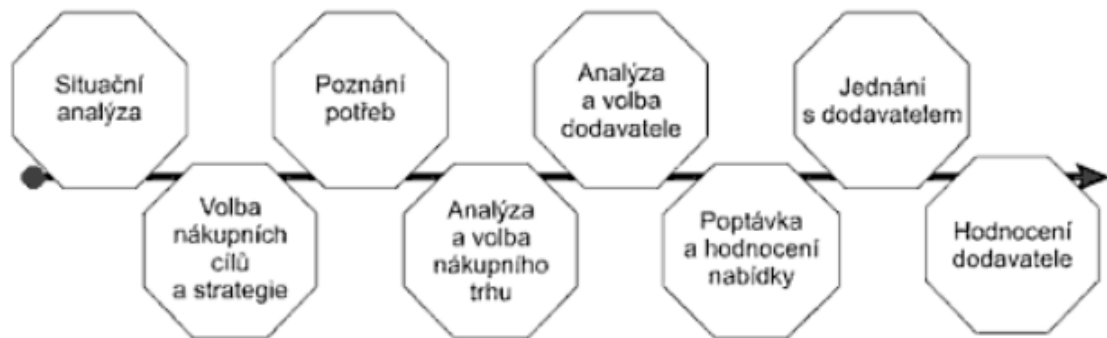 Situační
analýza
Volba
nákupních
cílů
a strategie
Poznání
potřeb
Analýza
a volba
nákupního
trhu
Analýza
a volba
dodavatele
Poptávka
a hodnocení
nabídky
Jednání
s dodavatelem
Hodnocení
dodavatele